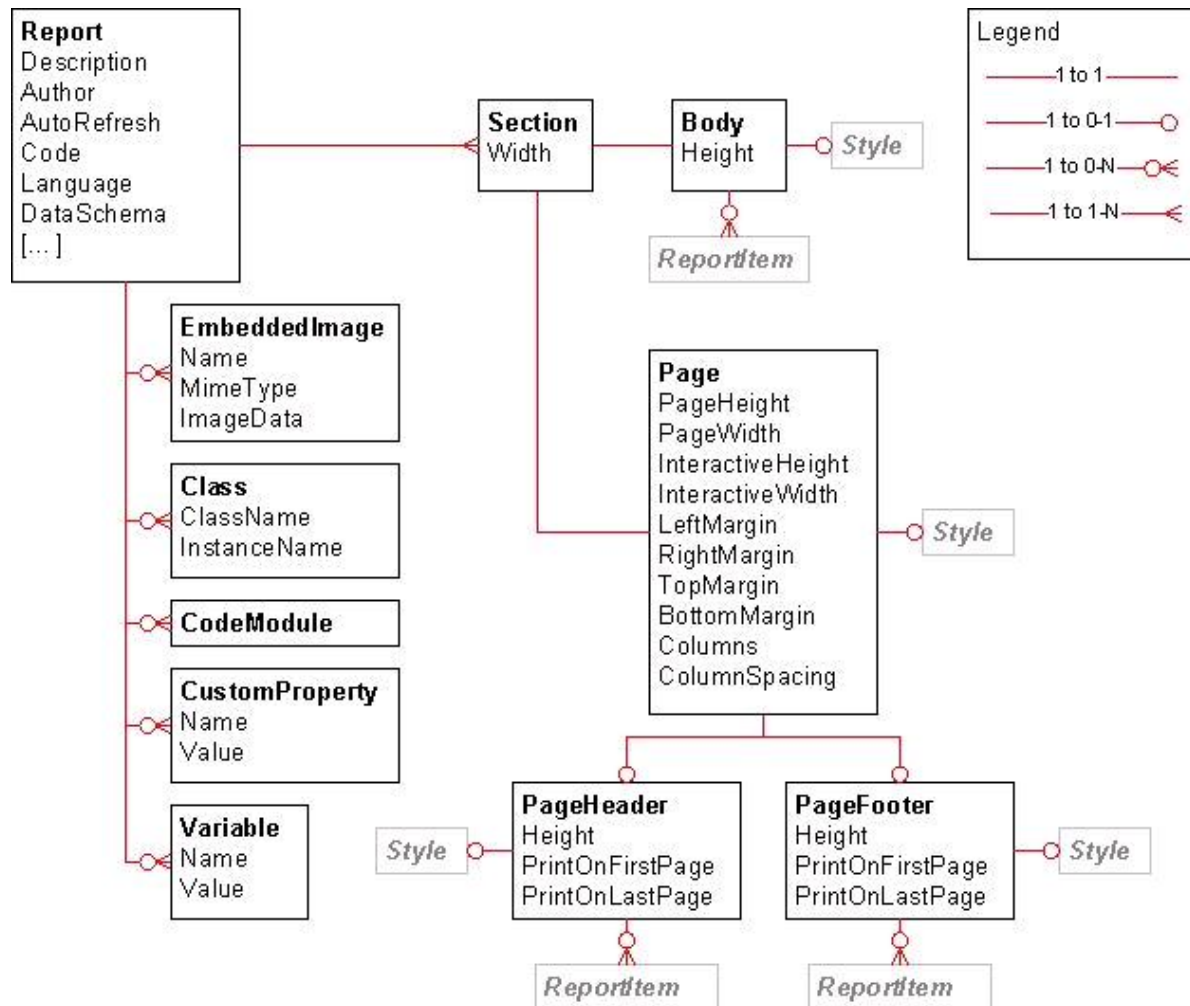 Report
Description
Author
AutoRefresh
Code
Language
DataSchema
[... ]
Section
Width
Body
Height
Style
ReportItem
Legend
1 to 1
1 to 0-1
1 to 0-N
1 to 1-N
EmbeddedImage
Name
MimeType
ImageData
Class
ClassName
InstanceName
CodeModule
CustomProperty
Name
Value
Variable
Name
Value
Page
PageHeight
PageWidth
InteractiveHeight
InteractiveWidth
LeftMargin
RightMargin
TopMargin
BottomMargin
Columns
ColumnSpacing
Style
Style
PageHeader
Height
PrintOnFirstPage
PrintOnLastPage
ReportItem
PageFooter
Height
PrintOnFirstPage
PrintOnLastPage
Style
ReportItem